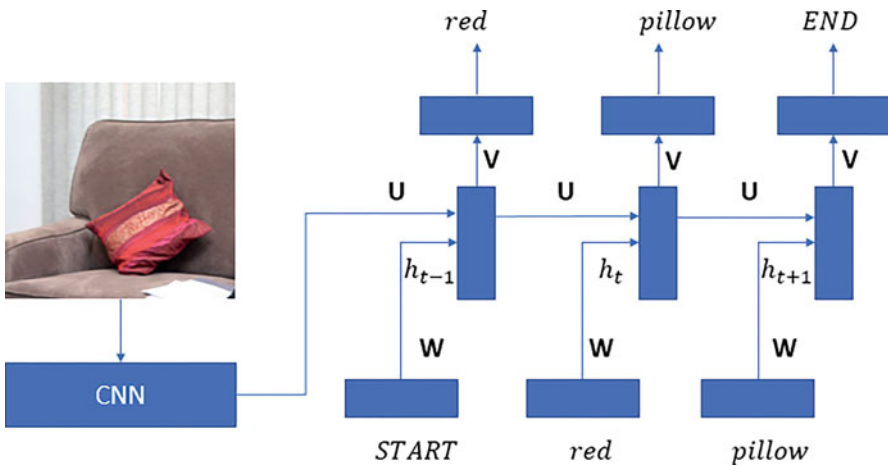 red pillow END
V V V
U U U
h_{t-1} h_t h_{t+1}
W W W
CNN
START red pillow